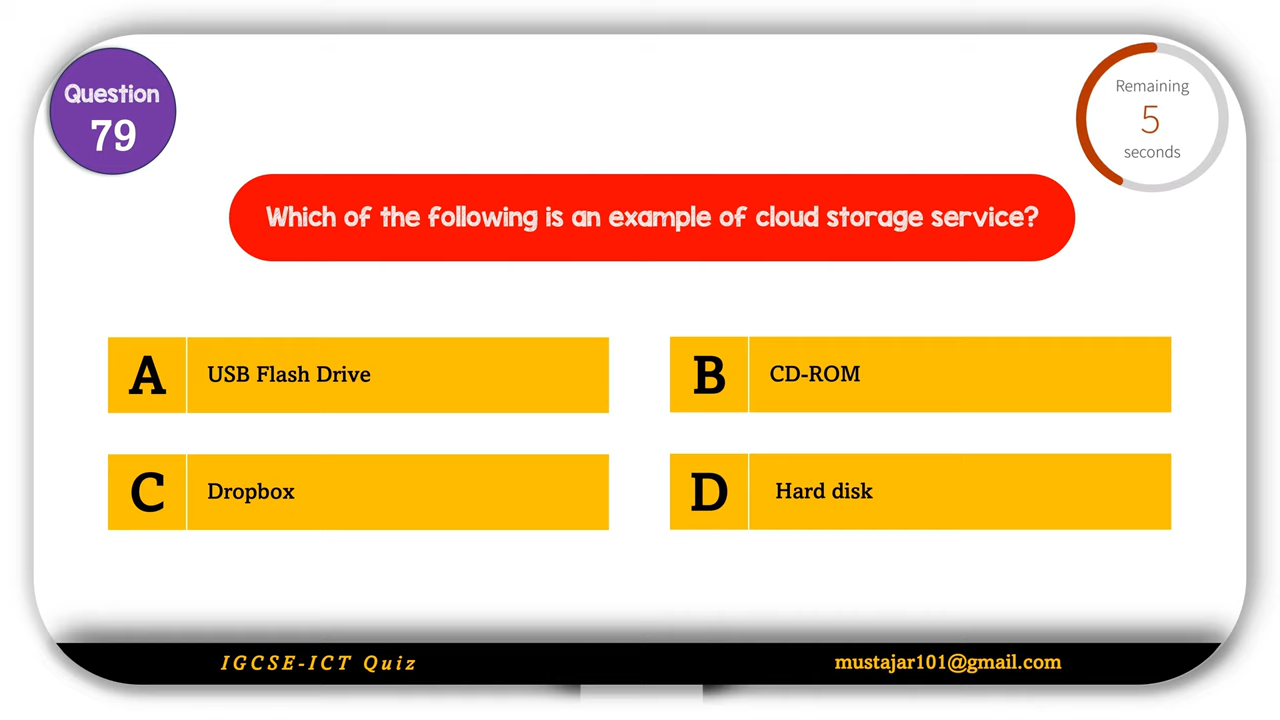 Question
79
Remaining
5
seconds
Which of the following is an example of cloud storage service?
A
USB Flash Drive
B
CD-ROM
C
Dropbox
D
Hard disk
IGCSE-ICT Quiz
mustajar101@gmail.com